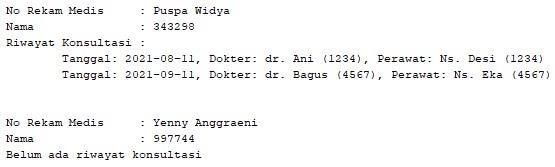 No Rekam Medis : Puspa Widya
Nama : 343298
Riwayat Konsultasi :
Tanggal: 2021-08-11, Dokter: dr. Ani (1234), Perawat: Ns. Desi (1234)
Tanggal: 2021-09-11, Dokter: dr. Bagus (4567), Perawat: Ns. Eka (4567)
No Rekam Medis : Yenny Anggraeni
Nama : 997744
Belum ada riwayat konsultasi